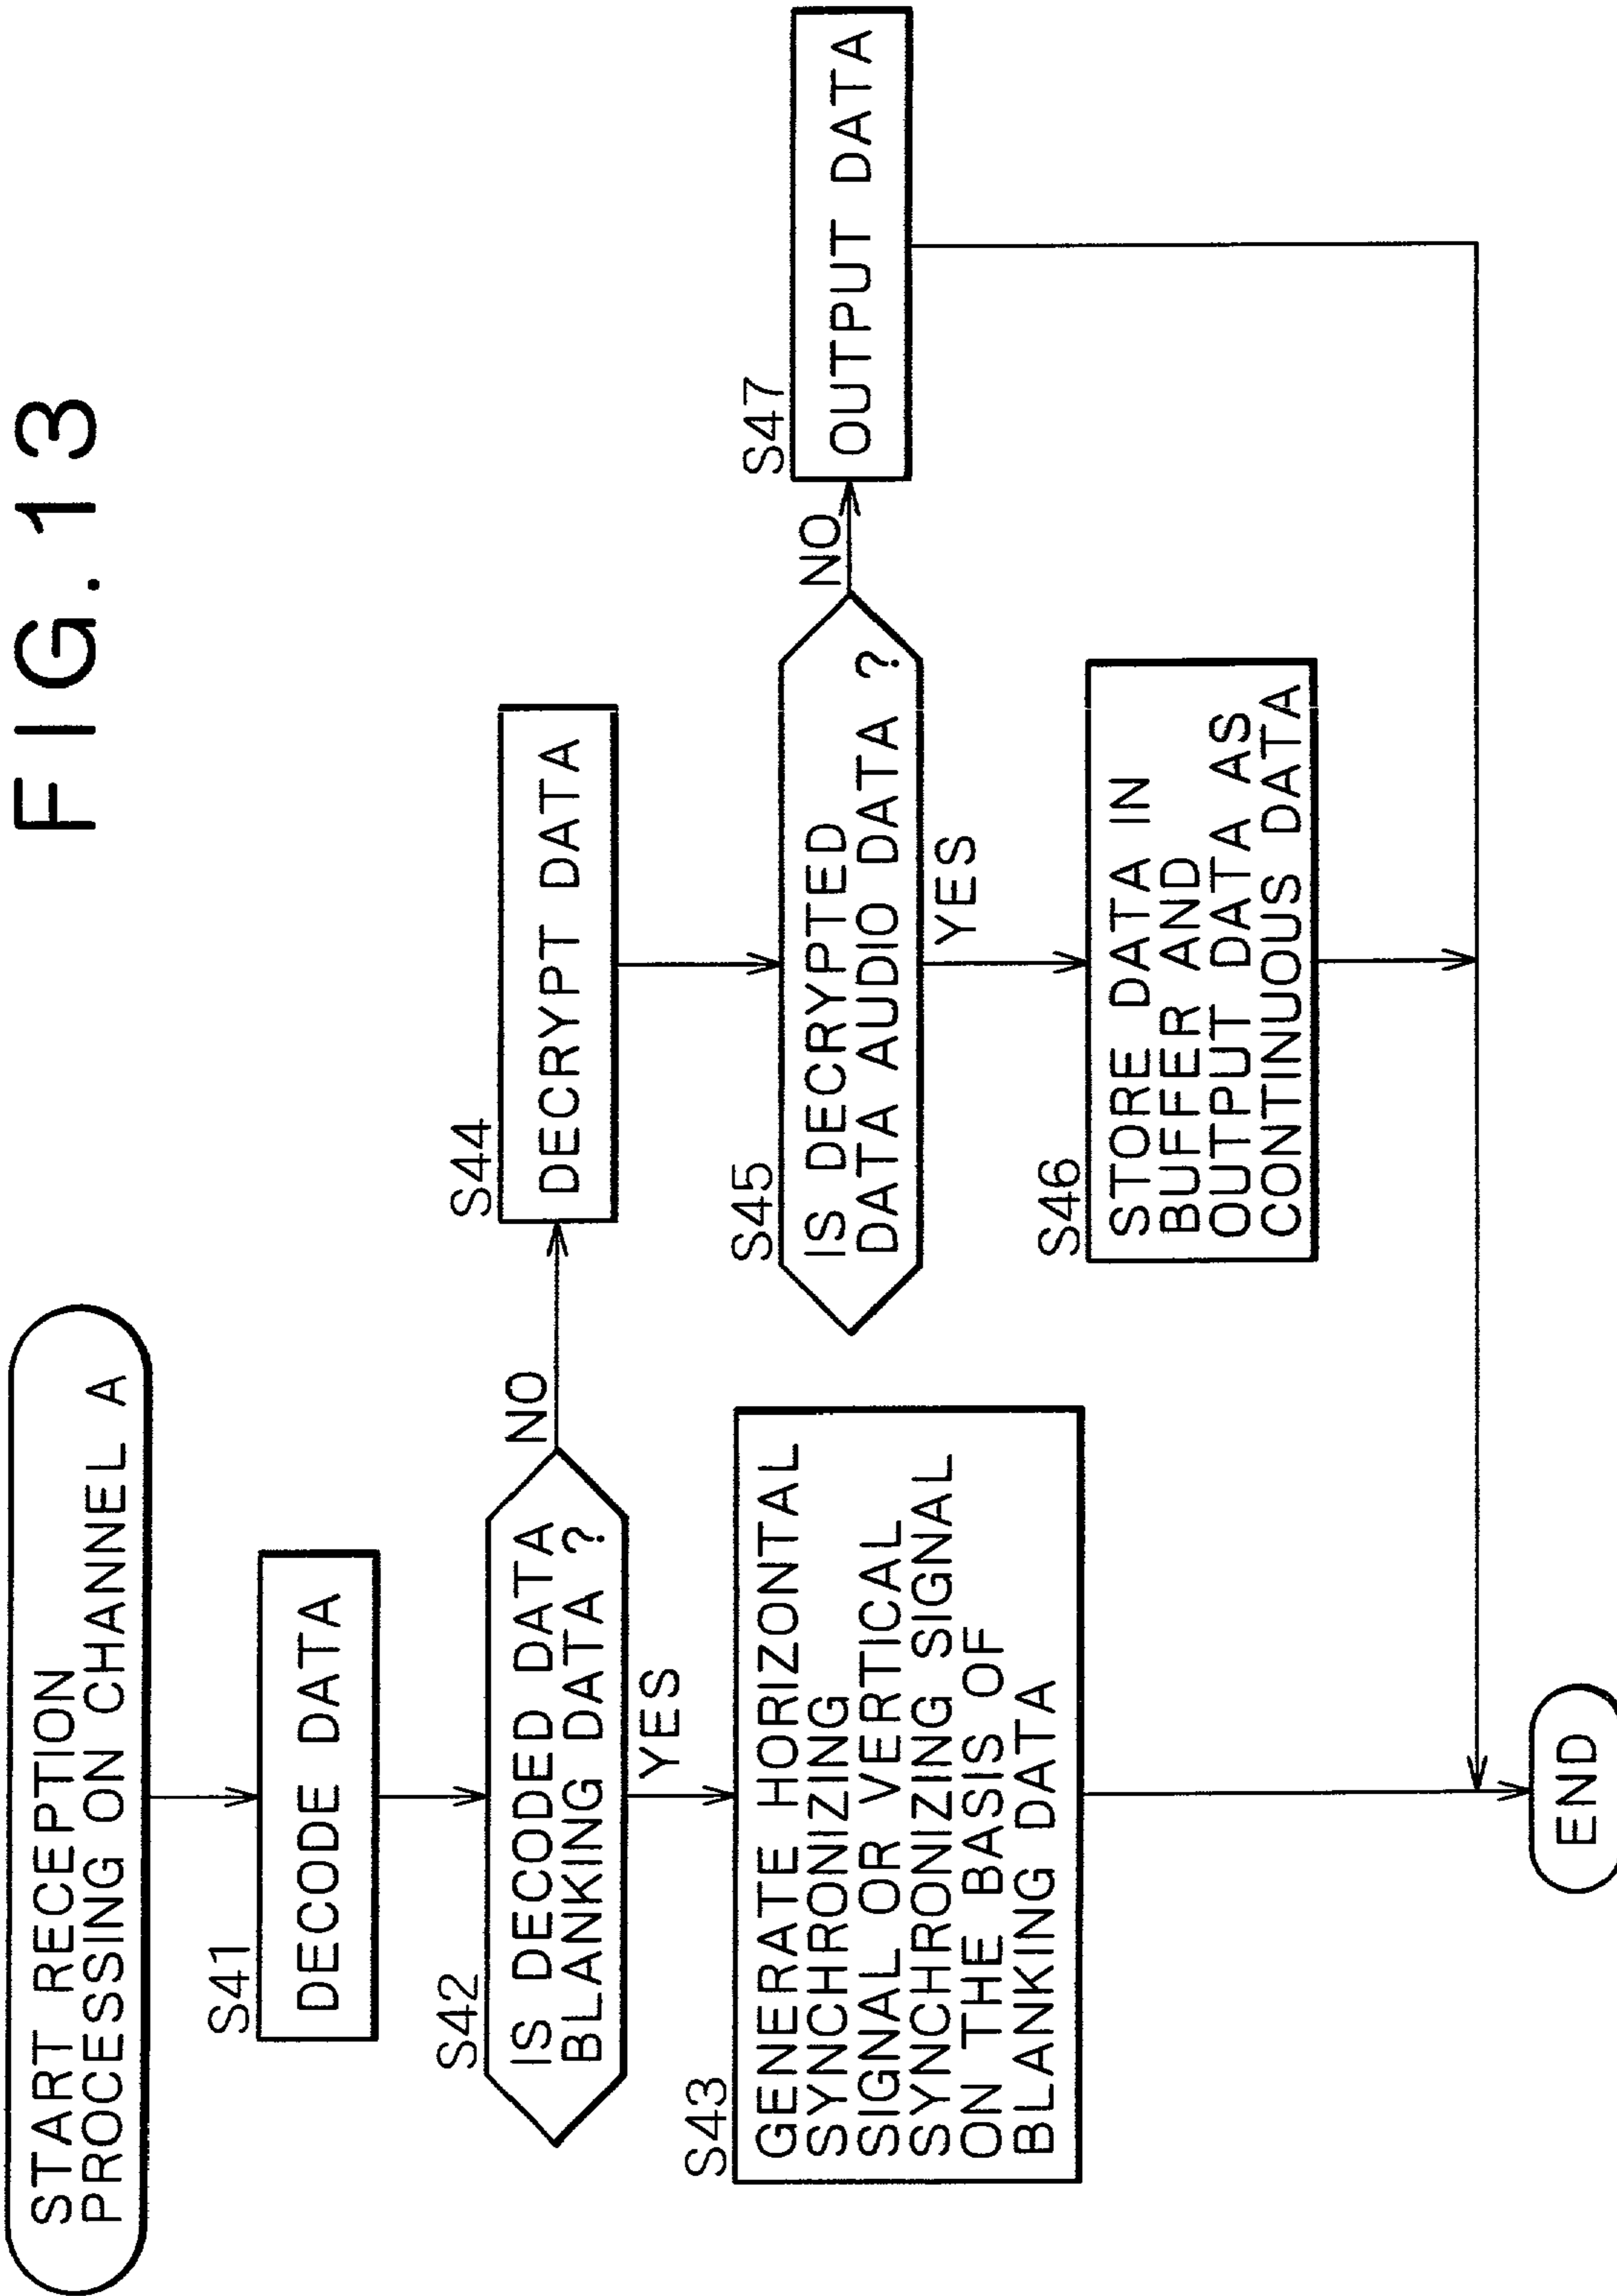 FIG.13
START RECEPTION
PROCESSING ON CHANNEL A
S41
DECODE DATA
S42
IS DECODED DATA
BLANKING DATA ?
NO
YES
S43
GENERATE HORIZONTAL
SYNCHRONIZING
SIGNAL OR VERTICAL
SYNCHRONIZING SIGNAL
ON THE BASIS OF
BLANKING DATA
S44
DECRYPT DATA
S45
IS DECRYPTED
DATA AUDIO DATA ?
NO
YES
S46
STORE DATA IN
BUFFER AND
OUTPUT DATA AS
CONTINUOUS DATA
S47
OUTPUT DATA
END